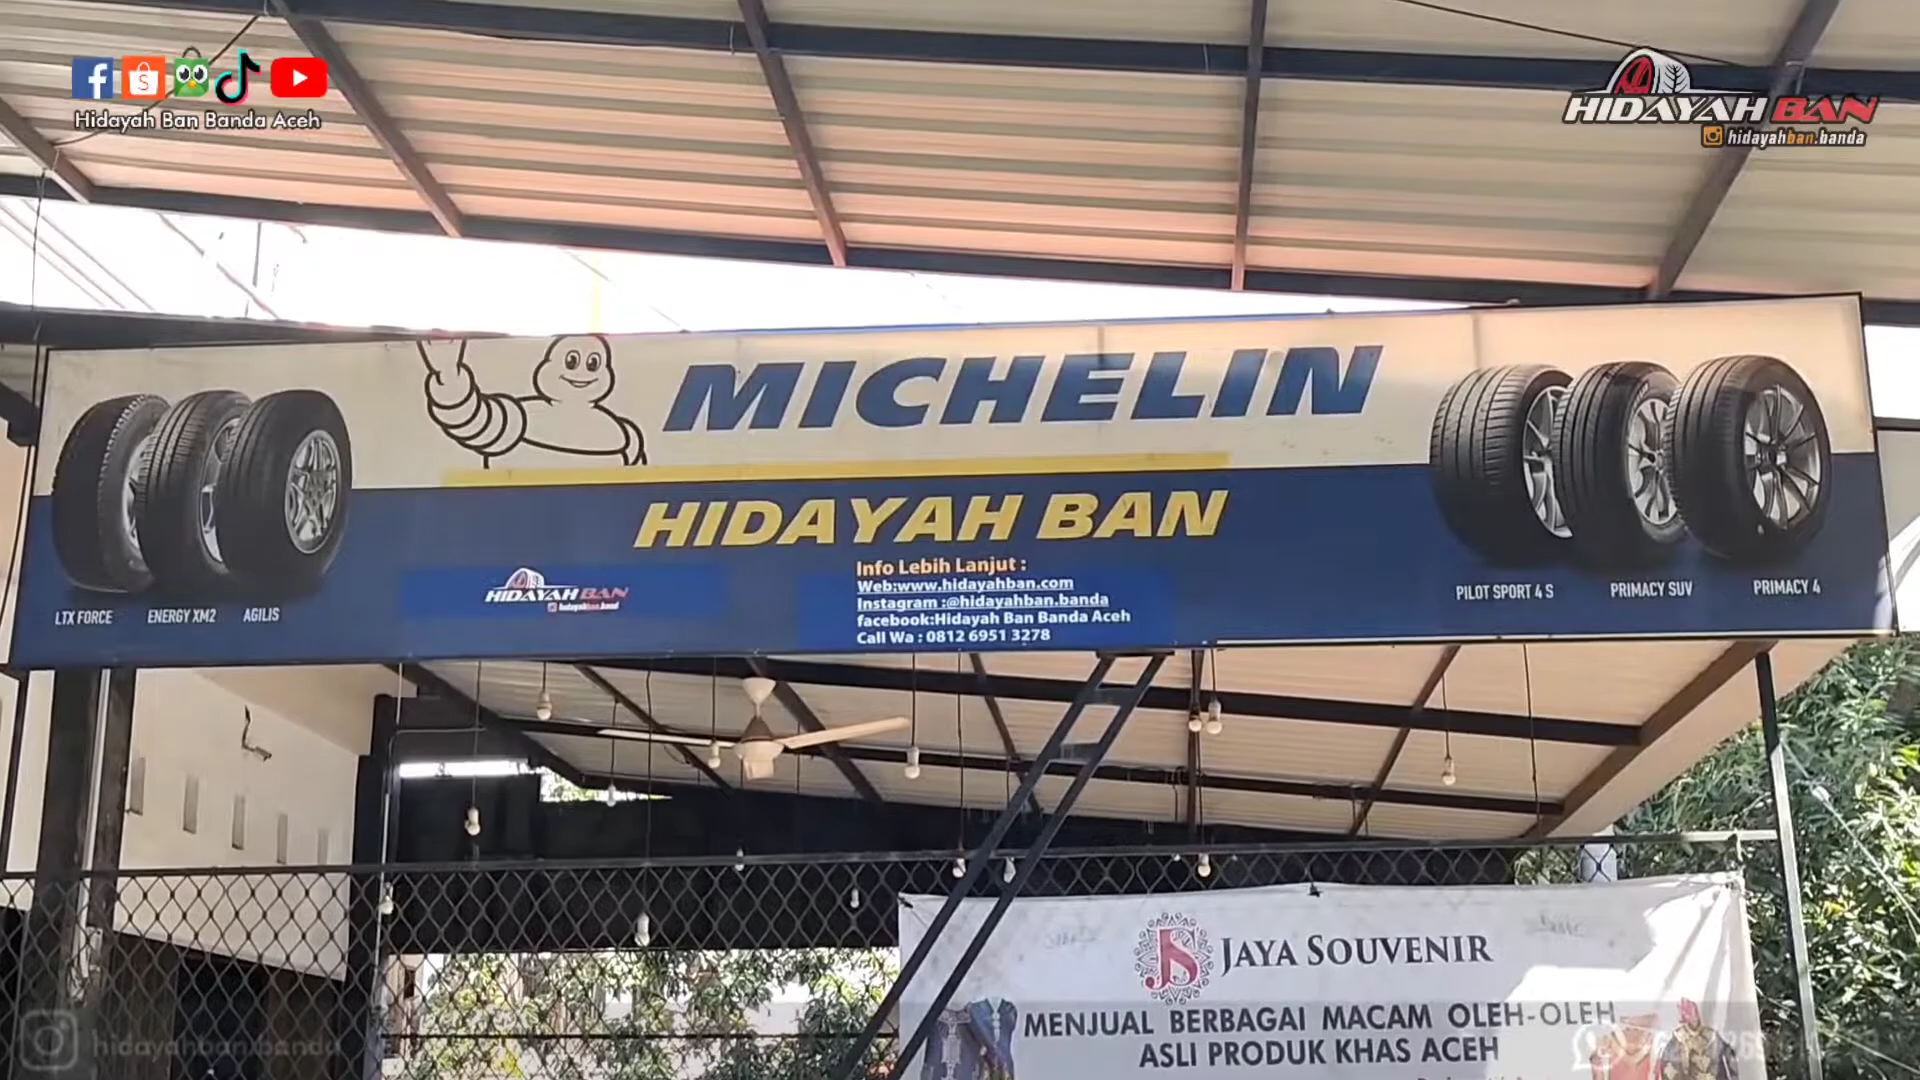 Hidayah Ban Banda Aceh
HIDAYAH BAN
hidayahban.banda
MICHELIN
HIDAYAH BAN
HIDAYAH BAN
hidayahban.band
Info Lebih Lanjut :
Web:www.hidayahban.com
Instagram :@hidayahban.banda
facebook:Hidayah Ban Banda Aceh
Call Wa : 0812 6951 3278
LTX FORCE
ENERGY XM2
AGILIS
PILOT SPORT 4 S
PRIMACY SUV
PRIMACY 4
JS
JAYA SOUVENIR
MENJUAL BERBAGAI MACAM OLEH-OLEH
ASLI PRODUK KHAS ACEH
hidayahban.banda